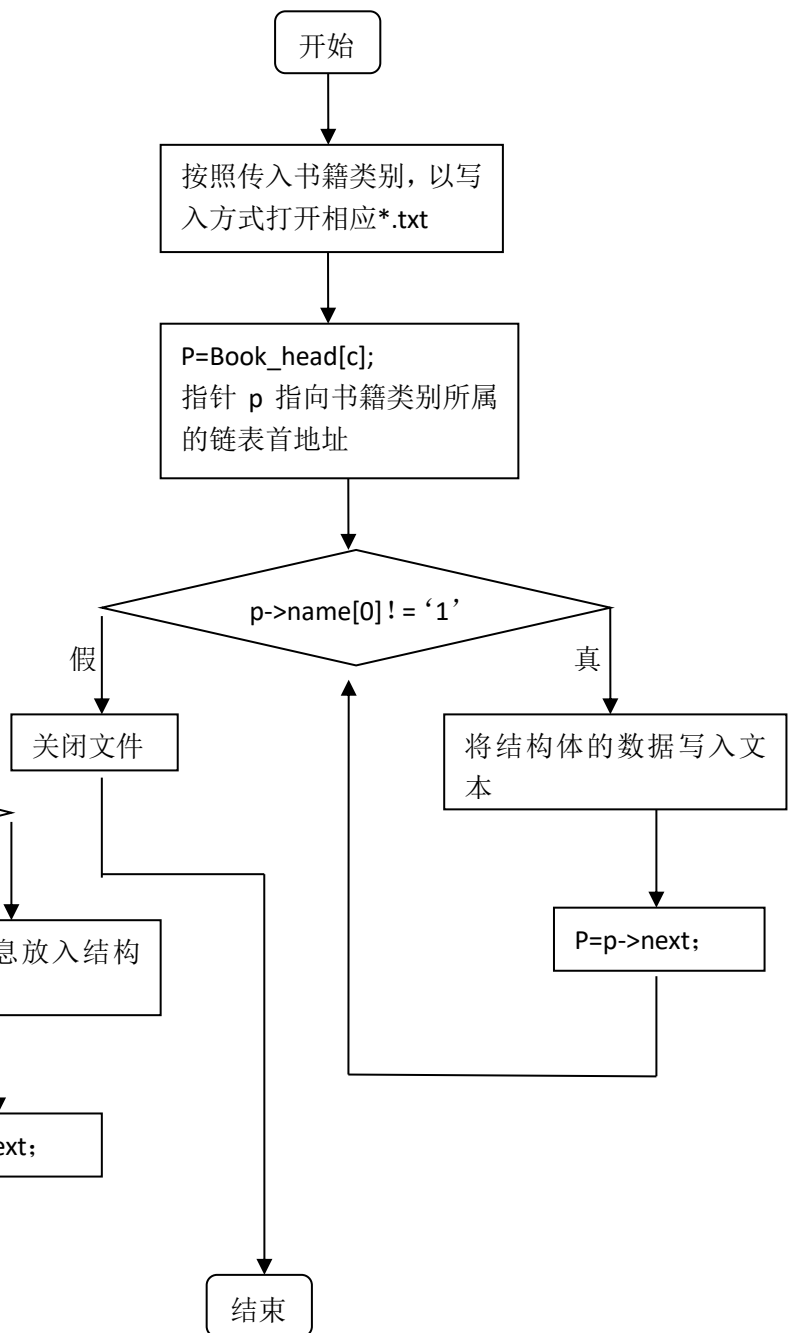 开始
按照传入书籍类别，以写
入方式打开相应*.txt
P=Book_head[c];
指针 p 指向书籍类别所属
的链表首地址
p->name[0]！= ‘1’
假
真
关闭文件
将结构体的数据写入文
本
息放入结构
P=p->next；
ext；
结束